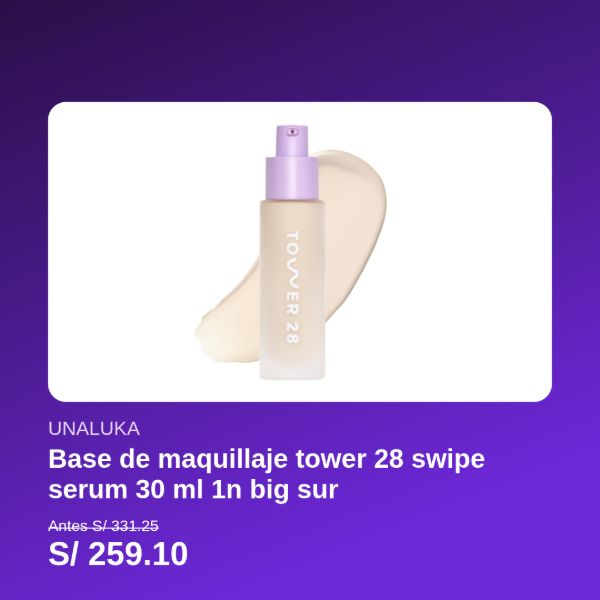 TOWER 28
UNALUKA
Base de maquillaje tower 28 swipe
serum 30 ml 1n big sur
Antes S/ 331.25
S/ 259.10